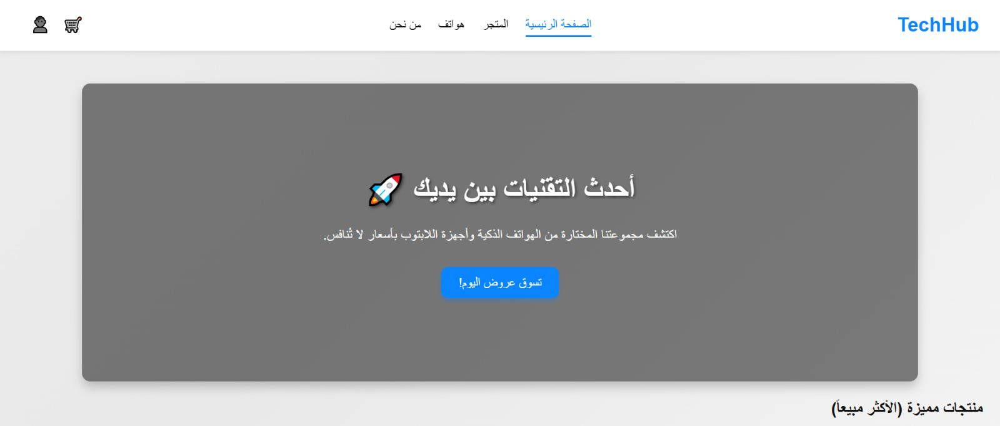 TechHub
الصفحة الرئيسية
المتجر
هواتف
من نحن
أحدث التقنيات بين يديك 🚀
اكتشف مجموعتنا المختارة من الهواتف الذكية وأجهزة اللابتوب بأسعار لا تُنافس.
تسوق عروض اليوم!
منتجات مميزة (الأكثر مبيعاً)